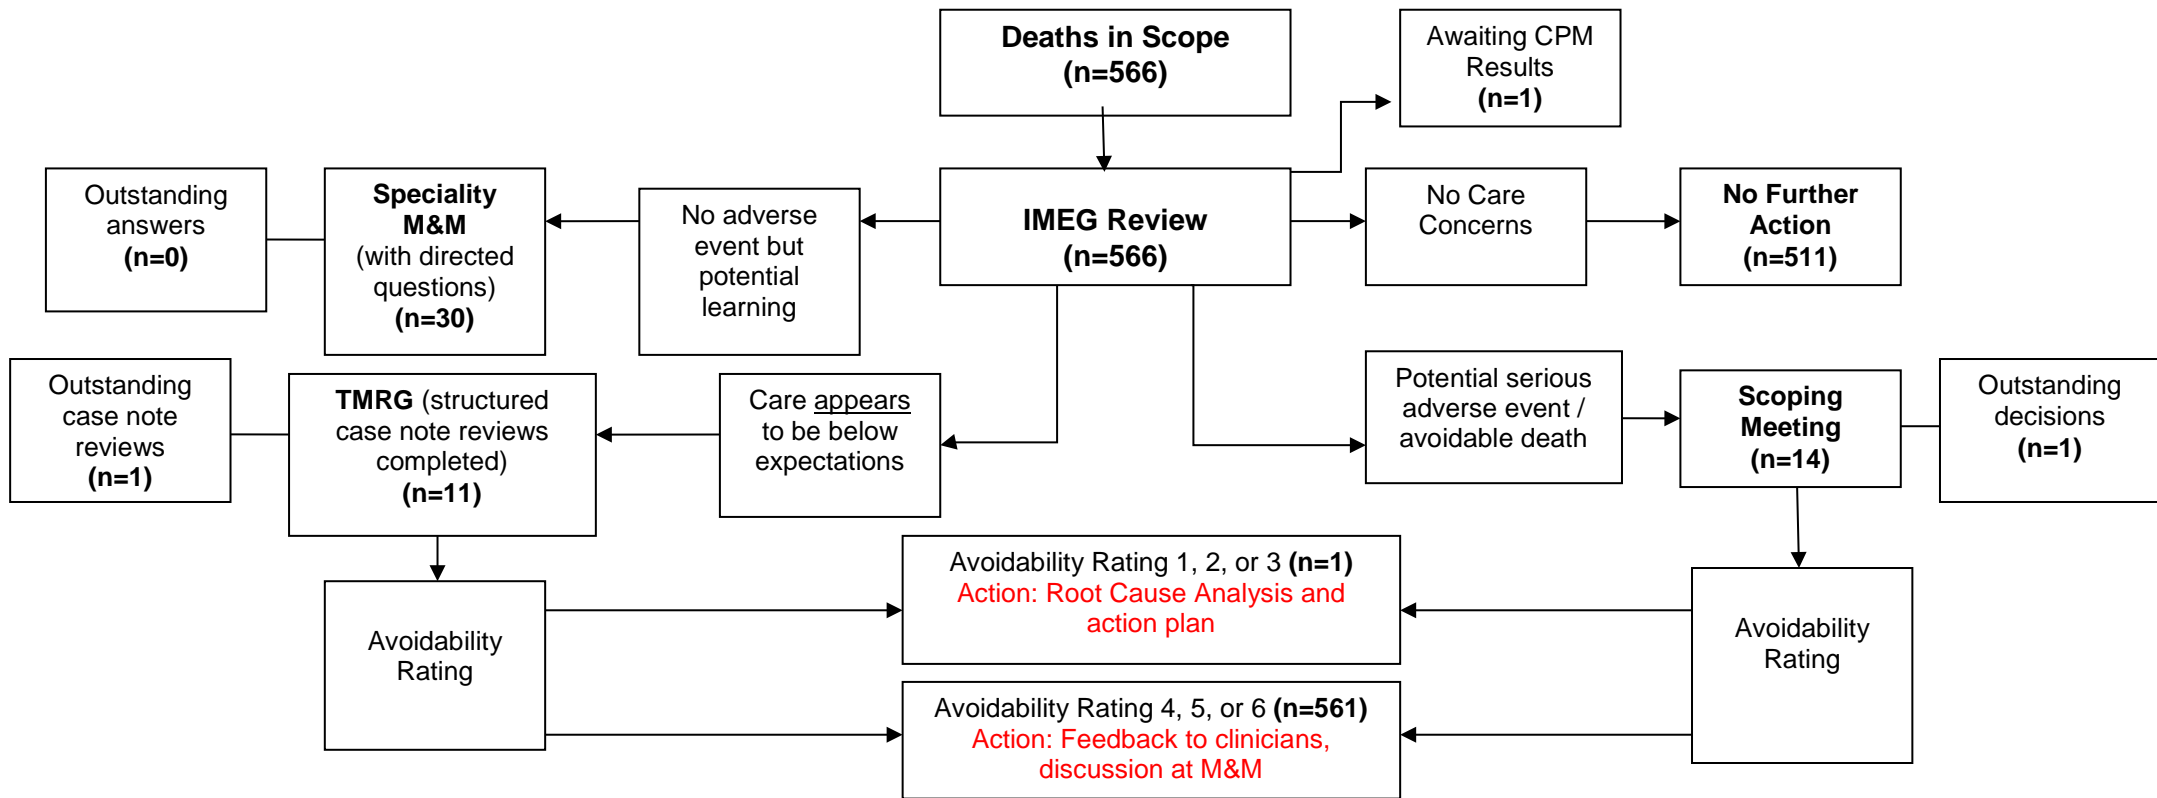 Deaths in Scope
(n=566)
Awaiting CPM
Results
(n=1)
Outstanding
answers
(n=0)
Speciality
M&M
(with directed
questions)
(n=30)
No adverse
event but
potential
learning
IMEG Review
(n=566)
No Care
Concerns
No Further
Action
(n=511)
Outstanding
case note
reviews
(n=1)
TMRG (structured
case note reviews
completed)
(n=11)
Care appears
to be below
expectations
Potential serious
adverse event /
avoidable death
Scoping
Meeting
(n=14)
Outstanding
decisions
(n=1)
Avoidability
Rating
Avoidability Rating 1, 2, or 3 (n=1)
Action: Root Cause Analysis and
action plan
Avoidability Rating 4, 5, or 6 (n=561)
Action: Feedback to clinicians,
discussion at M&M
Avoidability
Rating